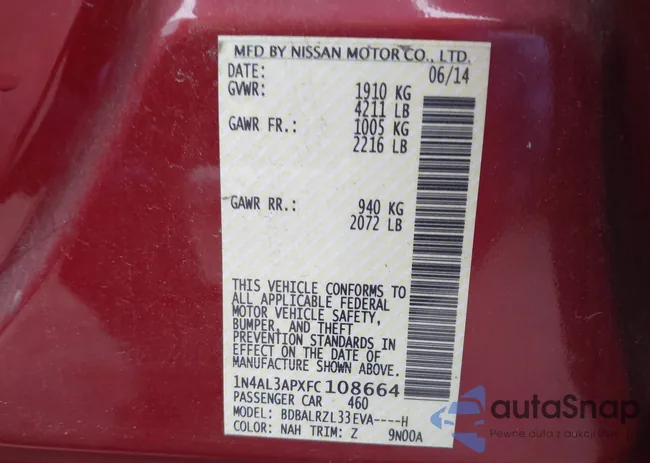 MFD BY NISSAN MOTOR CO., LTD.
DATE: 06/14
GVWR: 1910 KG
4211 LB
GAWR FR.: 1005 KG
2216 LB
GAWR RR.: 940 KG
2072 LB
THIS VEHICLE CONFORMS TO
ALL APPLICABLE FEDERAL
MOTOR VEHICLE SAFETY,
BUMPER, AND THEFT
PREVENTION STANDARDS IN
EFFECT ON THE DATE OF
MANUFACTURE SHOWN ABOVE.
1N4AL3APXFC108664
PASSENGER CAR 460
MODEL: BDBALRZL33EVA----H
COLOR: NAH TRIM: Z 9N00A
autaSnap
Pewne auta z aukcji